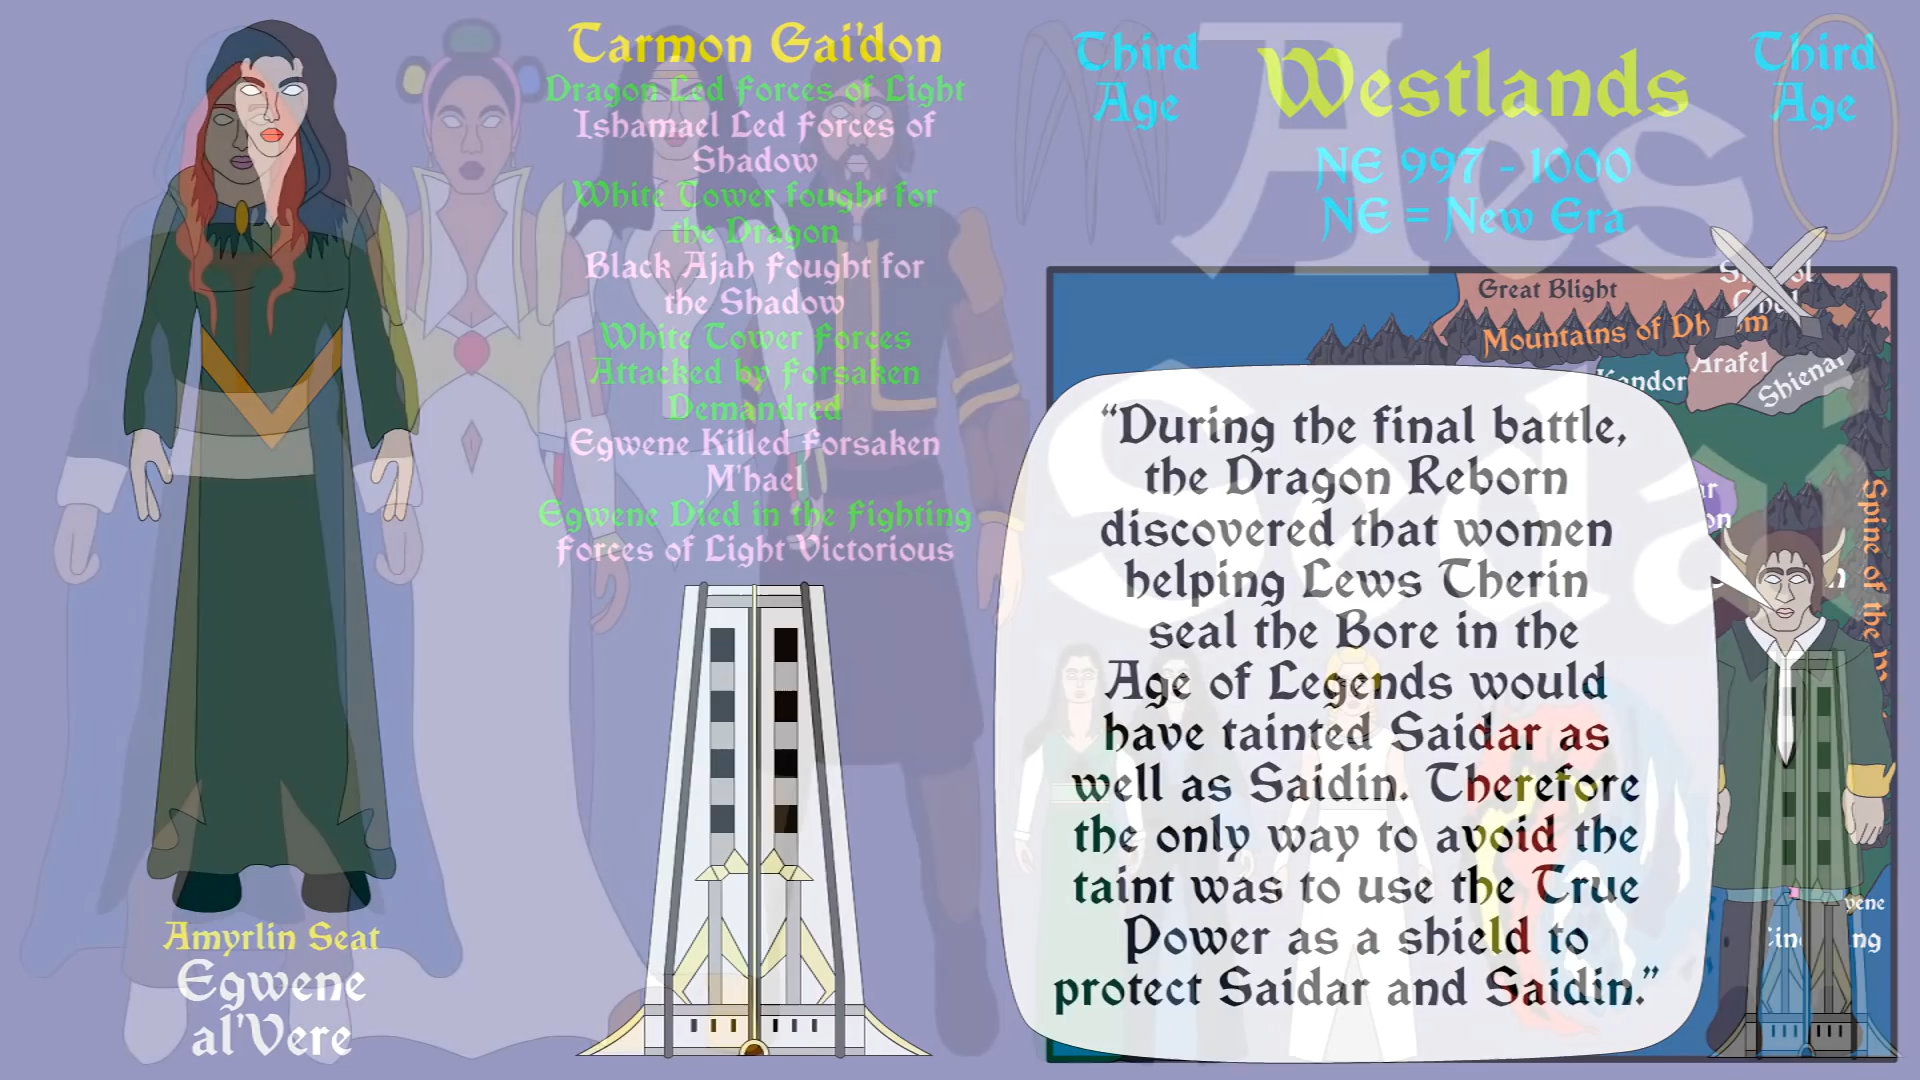 Tarmon Gai'don
Dragon Led Forces of Light
Ishamael Led Forces of
Shadow
White Tower fought for
the Dragon
Black Ajah Fought for
the Shadow
White Tower Forces
Attacked by Forsaken
Demandred
Egwene Killed Forsaken
M'hael
Egwene Died in the Fighting
Forces of Light Victorious
Amyrlin Seat
Egwene
al'Vere
Third
Age
Westlands
Third
Age
NE 997 - 1000
NE = New Era
Aes
Sedai
Great Blight
Mountains of
Kandor
Arafel
Shienar
Spine of the
“During the final battle,
the Dragon Reborn
discovered that women
helping Lews Therin
seal the Bore in the
Age of Legends would
have tainted Saidar as
well as Saidin. Therefore
the only way to avoid the
taint was to use the True
Power as a shield to
protect Saidar and Saidin.”